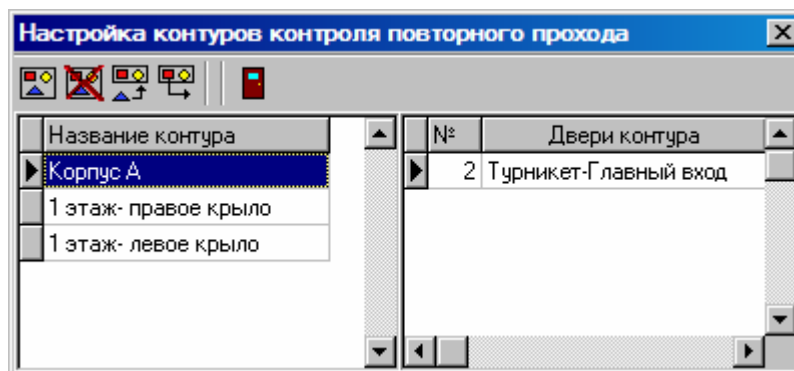 Настройка контуров контроля повторного прохода
Название контура
№ Двери контура
Корпус А
2 Турникет-Главный вход
1 этаж- правое крыло
1 этаж- левое крыло